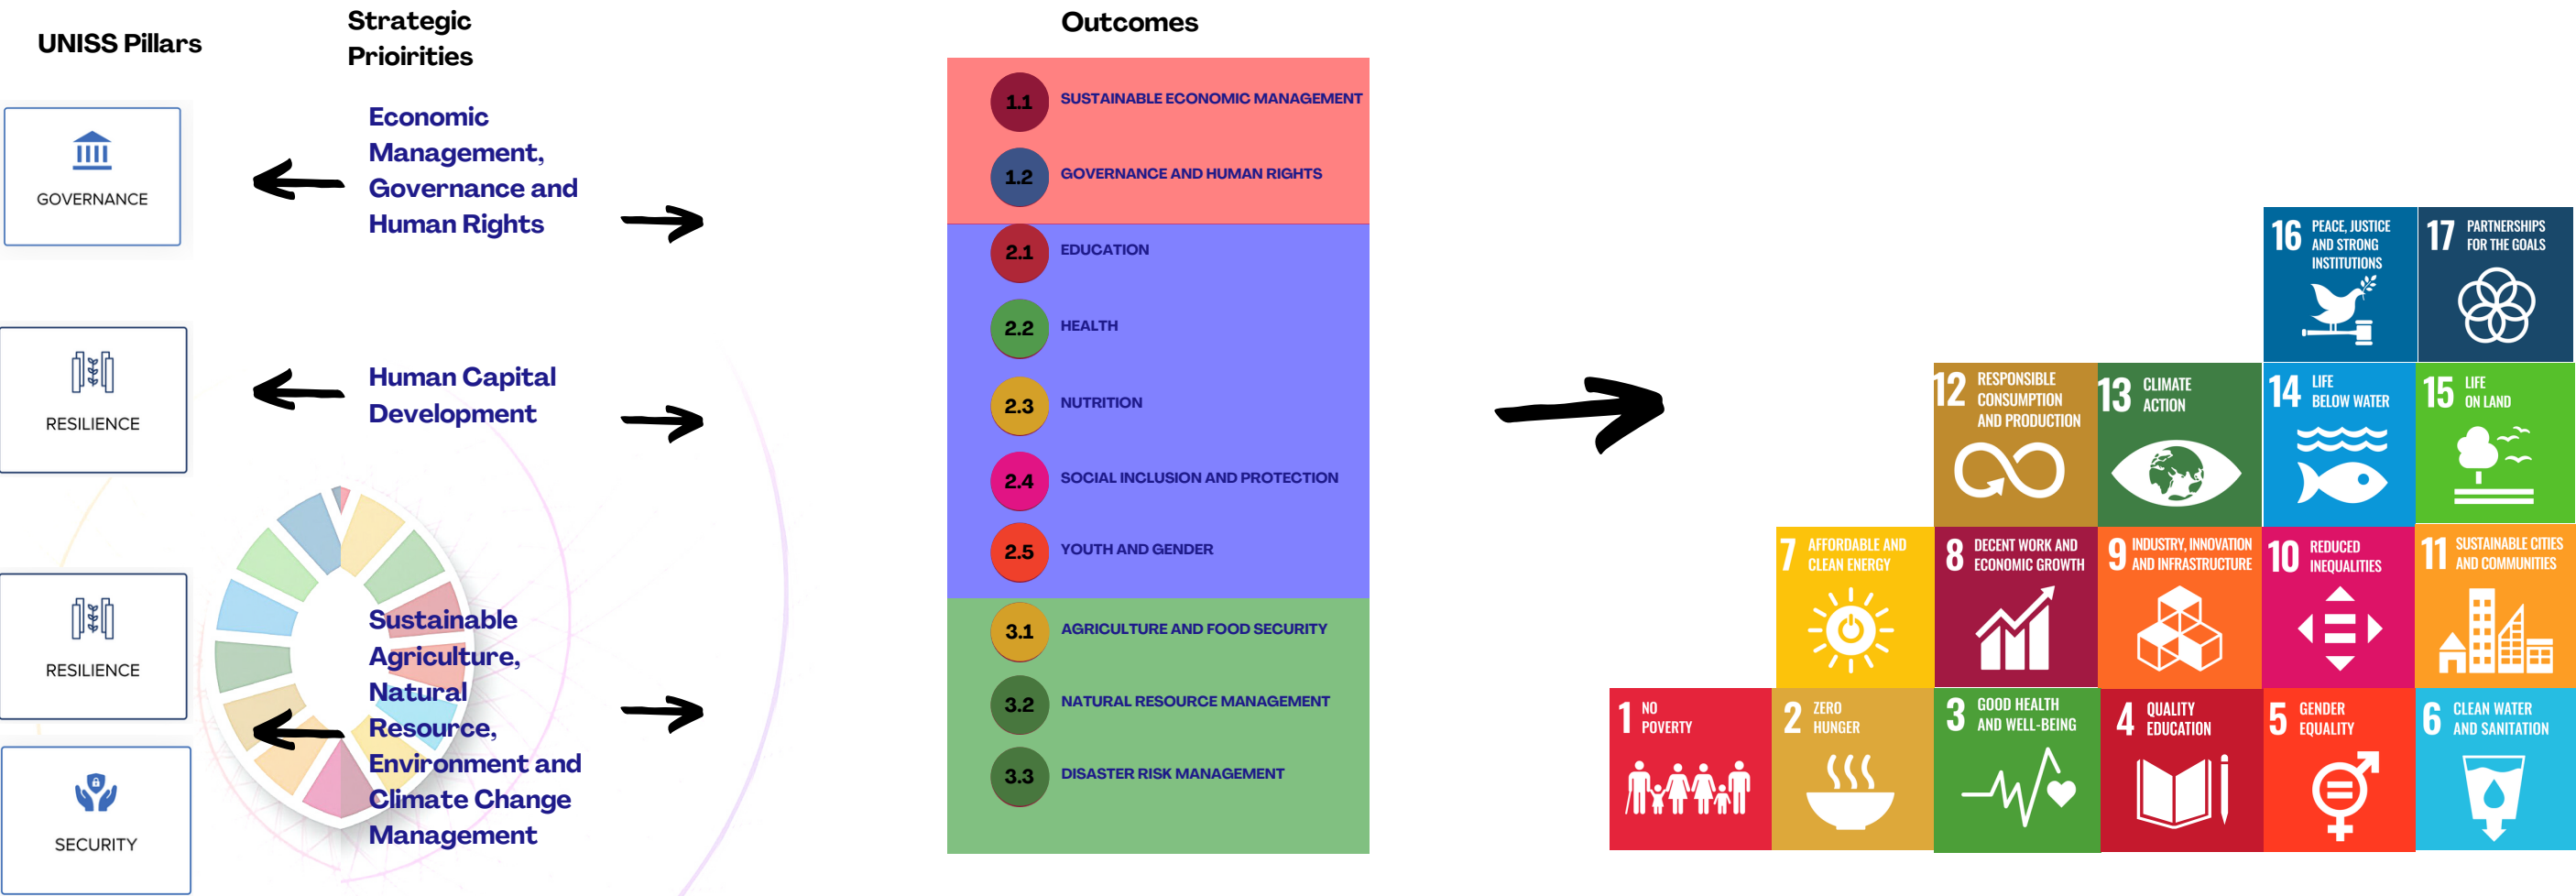 UNISS Pillars
GOVERNANCE
RESILIENCE
RESILIENCE
SECURITY
Strategic
Prioirities
Economic
Management,
Governance and
Human Rights
Human Capital
Development
Sustainable
Agriculture,
Natural
Resource,
Environment and
Climate Change
Management
Outcomes
1.1 SUSTAINABLE ECONOMIC MANAGEMENT
1.2 GOVERNANCE AND HUMAN RIGHTS
2.1 EDUCATION
2.2 HEALTH
2.3 NUTRITION
2.4 SOCIAL INCLUSION AND PROTECTION
2.5 YOUTH AND GENDER
3.1 AGRICULTURE AND FOOD SECURITY
3.2 NATURAL RESOURCE MANAGEMENT
3.3 DISASTER RISK MANAGEMENT
16 PEACE, JUSTICE
AND STRONG
INSTITUTIONS
17 PARTNERSHIPS
FOR THE GOALS
12 RESPONSIBLE
CONSUMPTION
AND PRODUCTION
13 CLIMATE
ACTION
14 LIFE
BELOW WATER
15 LIFE
ON LAND
7 AFFORDABLE AND
CLEAN ENERGY
8 DECENT WORK AND
ECONOMIC GROWTH
9 INDUSTRY, INNOVATION
AND INFRASTRUCTURE
10 REDUCED
INEQUALITIES
11 SUSTAINABLE CITIES
AND COMMUNITIES
1 NO
POVERTY
2 ZERO
HUNGER
3 GOOD HEALTH
AND WELL-BEING
4 QUALITY
EDUCATION
5 GENDER
EQUALITY
6 CLEAN WATER
AND SANITATION